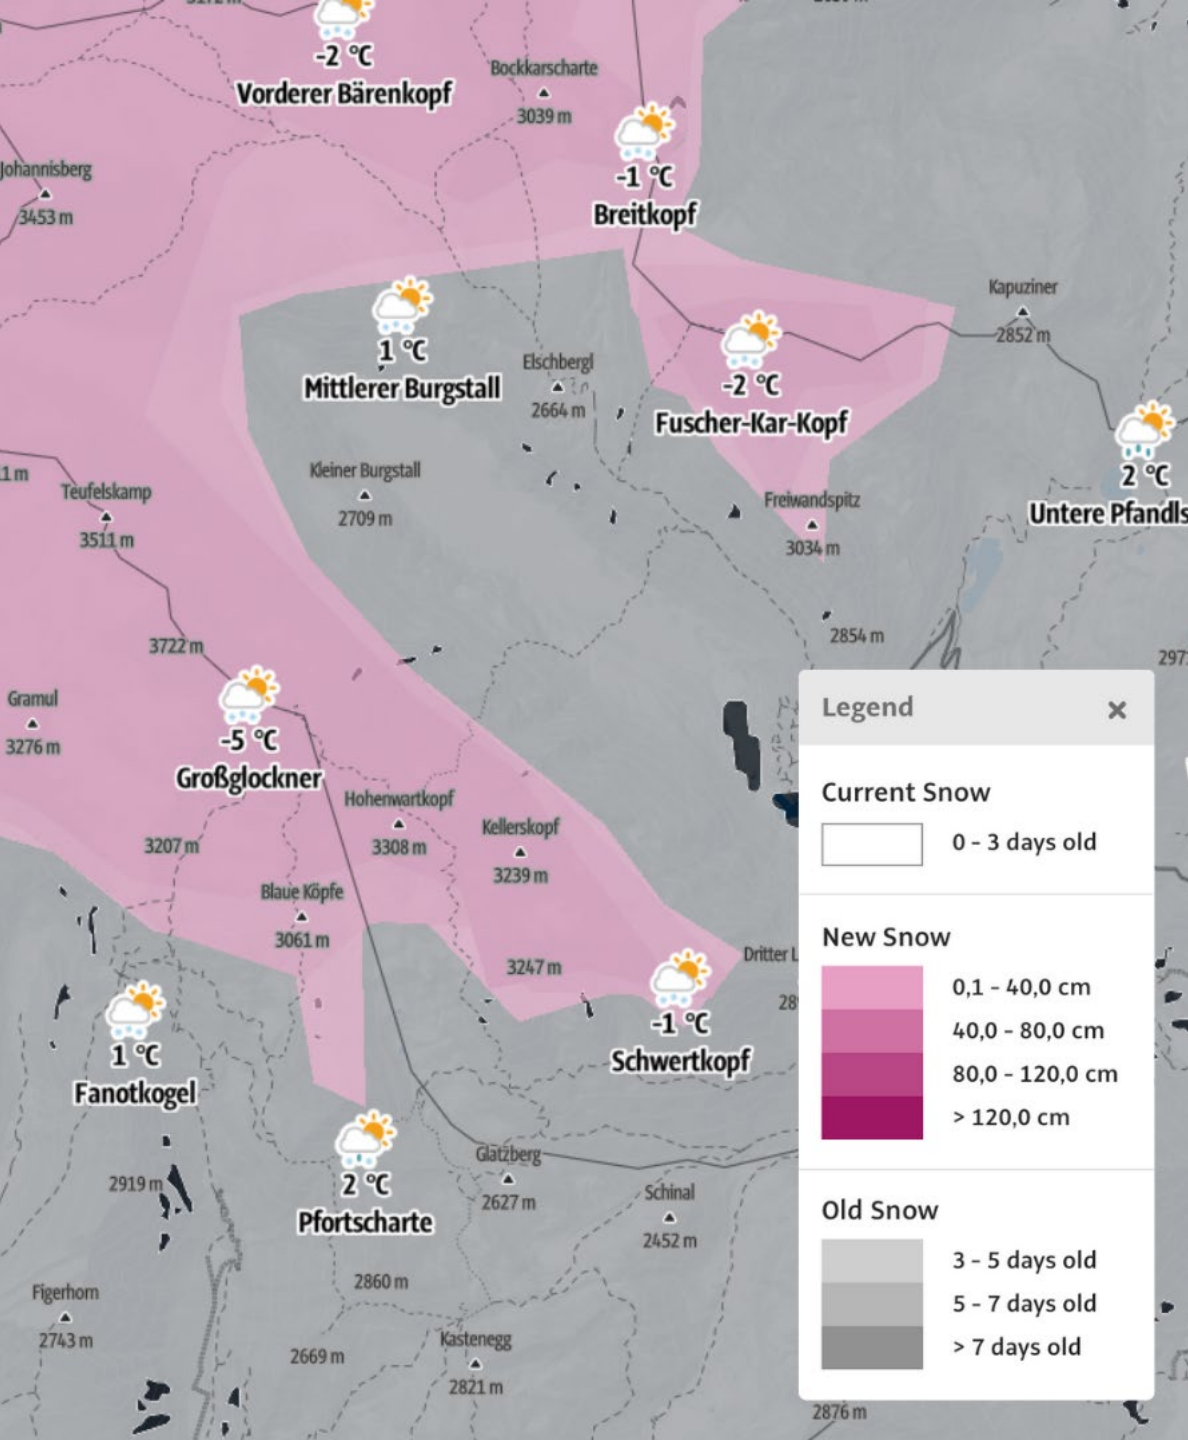 -2 °C
Vorderer Bärenkopf
Bockkarscharte
3039 m
-1 °C
Breitkopf
Johannisberg
3453 m
1 °C
Mittlerer Burgstall
Elschbergl
2664 m
Kapuziner
2852 m
-2 °C
Fuscher-Kar-Kopf
2 °C
Untere Pfandls
1 m
Teufelskamp
3511 m
Kleiner Burgstall
2709 m
Freiwandspitz
3034 m
2854 m
297
3722 m
Gramul
3276 m
-5 °C
Großglockner
Hohenwartkopf
3308 m
Kellerskopf
3239 m
3207 m
Blaue Köpfe
3061 m
3247 m
Dritter L
28
-1 °C
Schwertkopf
1 °C
Fanotkogel
2919 m
2 °C
Pfortscharte
Glatzberg
2627 m
Schinal
2452 m
2860 m
Figerhorn
2743 m
2669 m
Kastenegg
2821 m
2876 m
Legend
×
Current Snow
0 - 3 days old
New Snow
0,1 - 40,0 cm
40,0 - 80,0 cm
80,0 - 120,0 cm
> 120,0 cm
Old Snow
3 - 5 days old
5 - 7 days old
> 7 days old